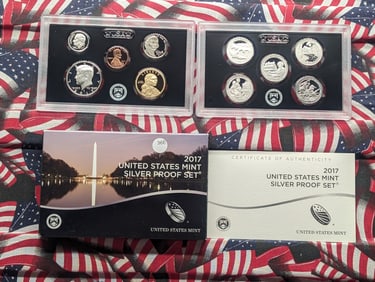 2017
UNITED STATES MINT
SILVER PROOF SET®
UNITED STATES MINT
CERTIFICATE OF AUTHENTICITY
2017
UNITED STATES MINT
SILVER PROOF SET®
UNITED STATES MINT